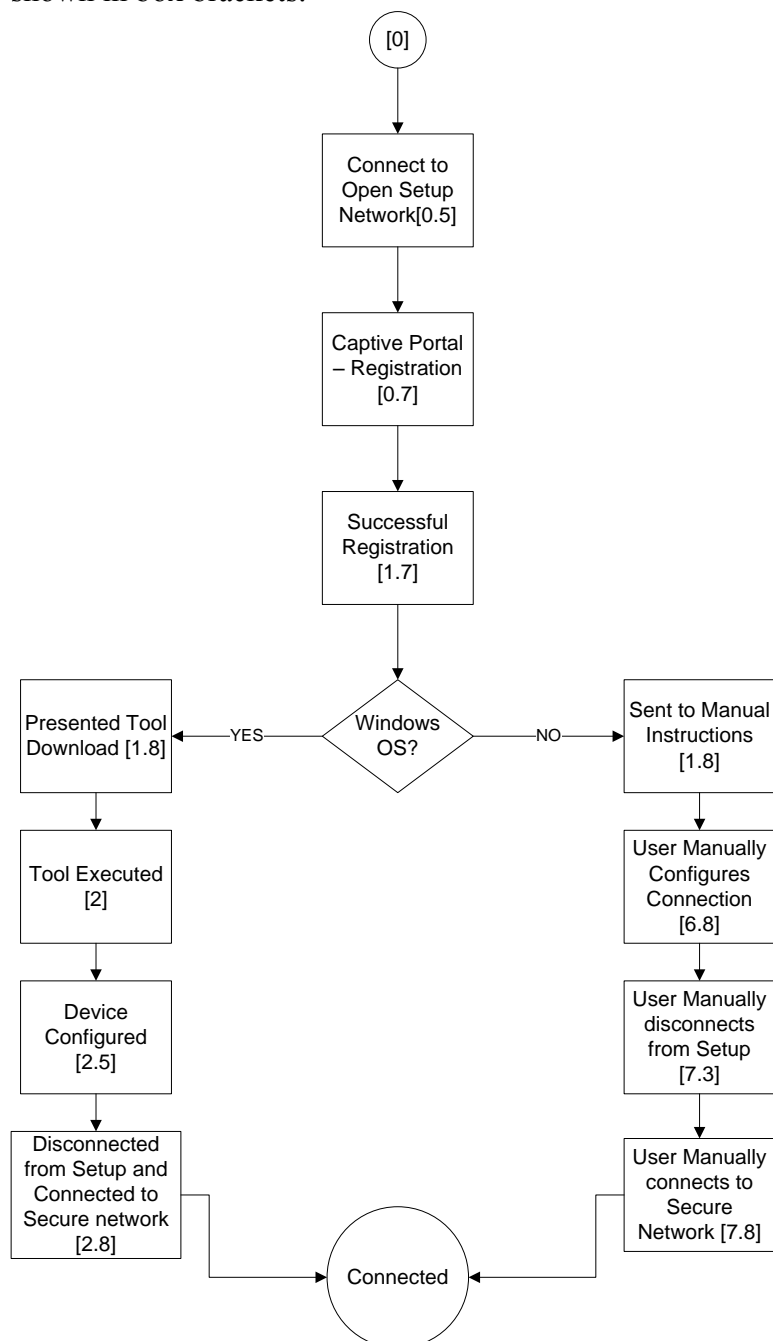 shown in box brackets.
[0]
Connect to
Open Setup
Network[0.5]
Captive Portal
– Registration
[0.7]
Successful
Registration
[1.7]
Windows
OS?
YES
NO
Presented Tool
Download [1.8]
Tool Executed
[2]
Device
Configured
[2.5]
Disconnected
from Setup and
Connected to
Secure network
[2.8]
Sent to Manual
Instructions
[1.8]
User Manually
Configures
Connection
[6.8]
User Manually
disconnects
from Setup
[7.3]
User Manually
connects to
Secure
Network [7.8]
Connected